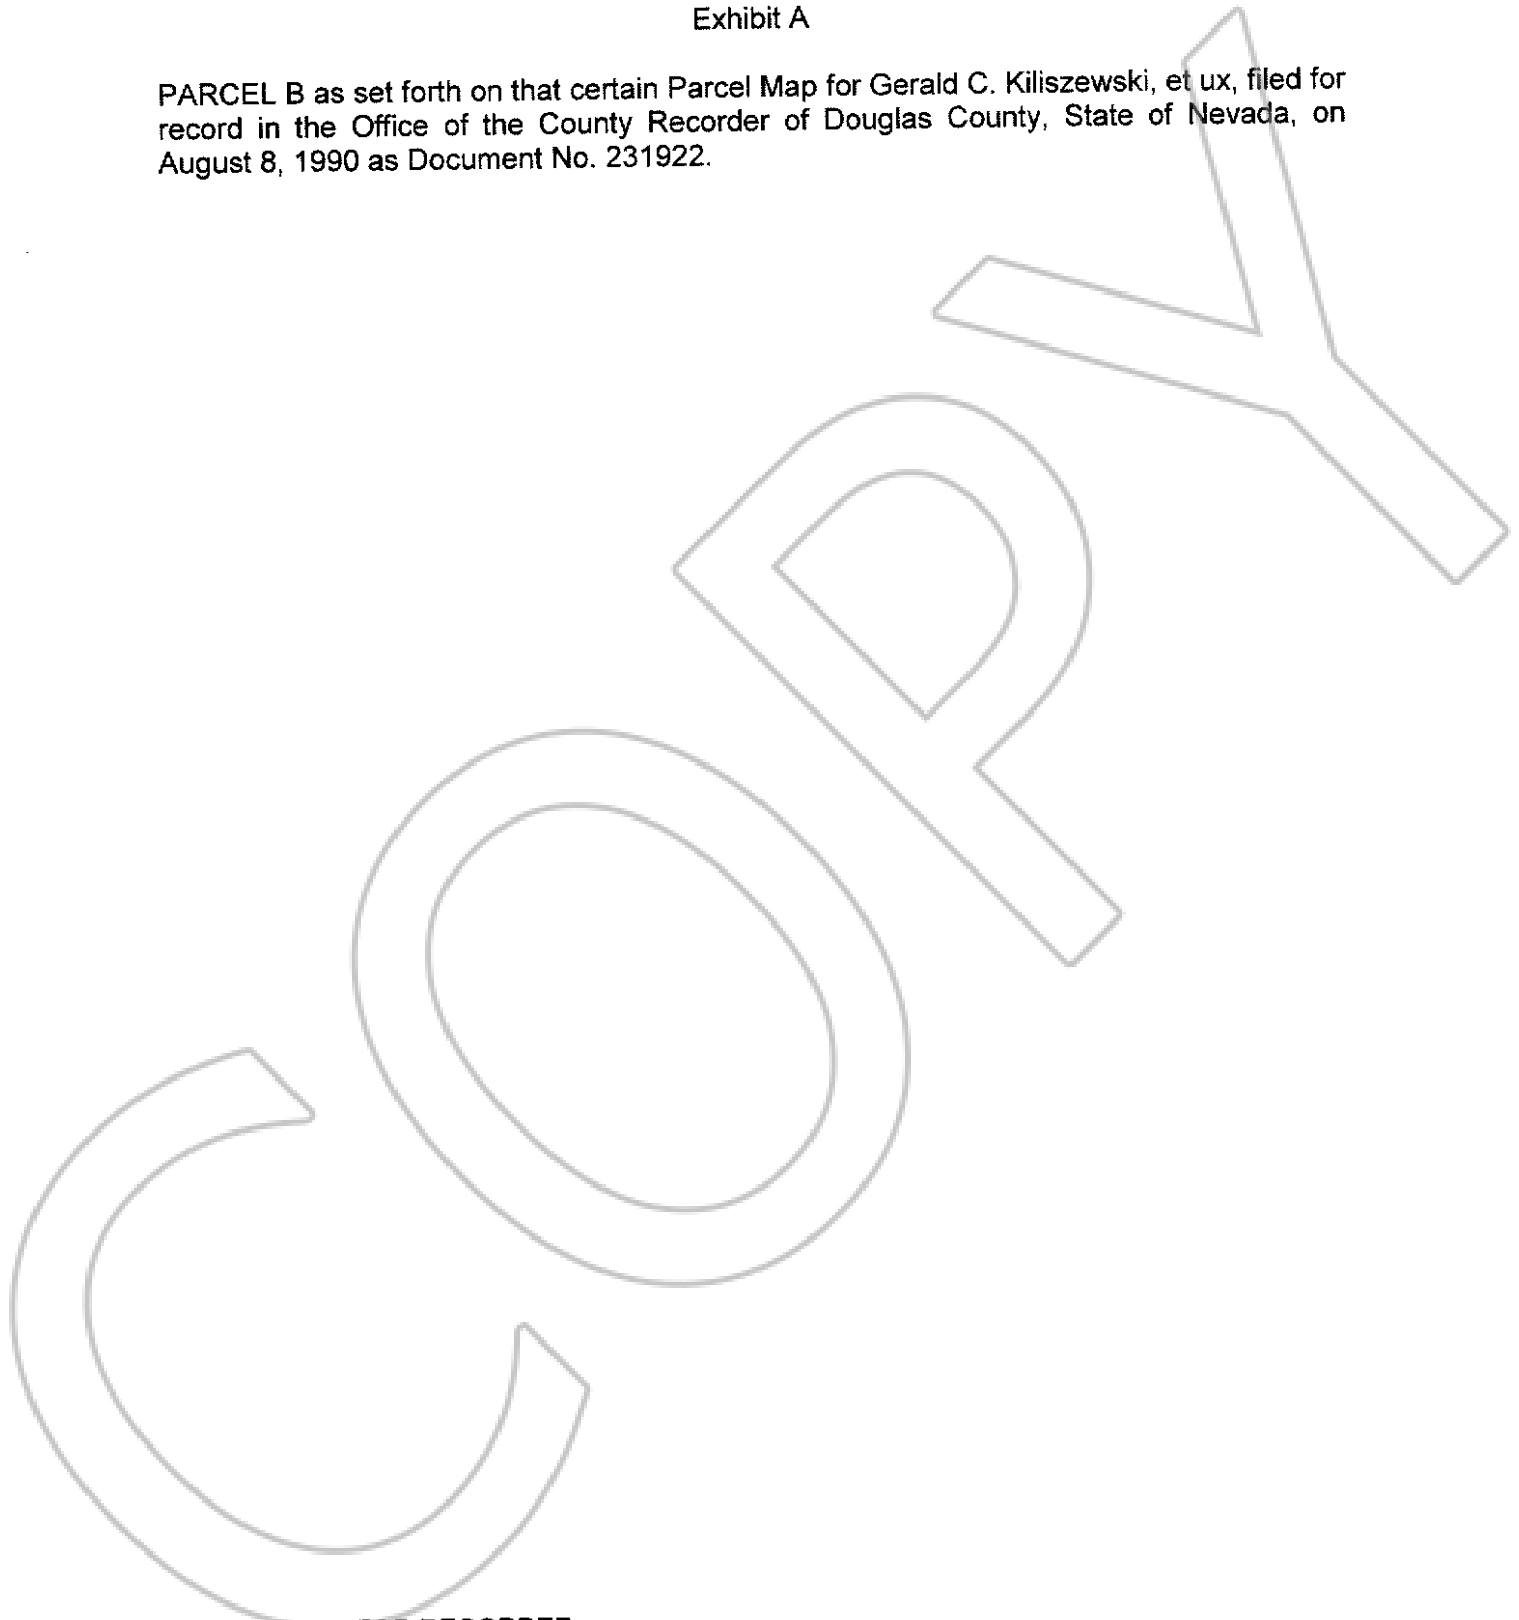 Exhibit A
PARCEL B as set forth on that certain Parcel Map for Gerald C. Kiliszewski, et ux, filed for
record in the Office of the County Recorder of Douglas County, State of Nevada, on
August 8, 1990 as Document No. 231922.
COPY